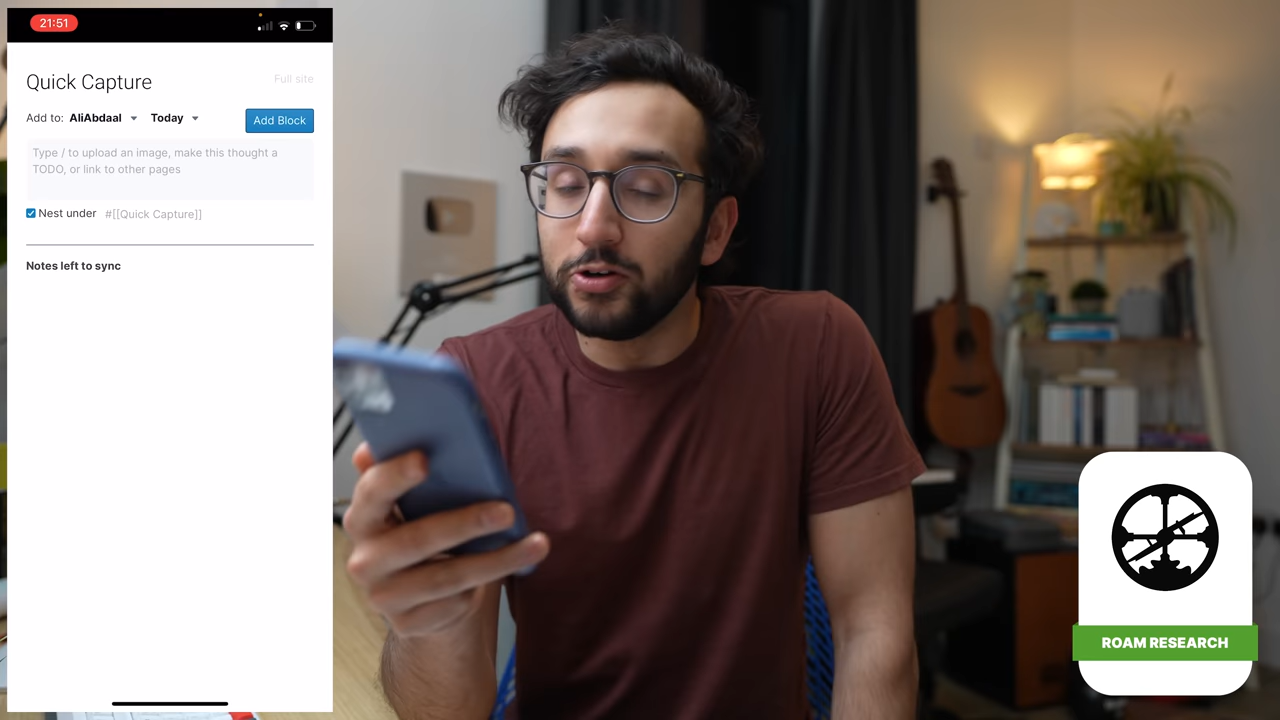 21:51
Quick Capture
Full site
Add to: AliAbdaal Today
Add Block
Type / to upload an image, make this thought a
TODO, or link to other pages
Nest under #[[Quick Capture]]
Notes left to sync
ROAM RESEARCH